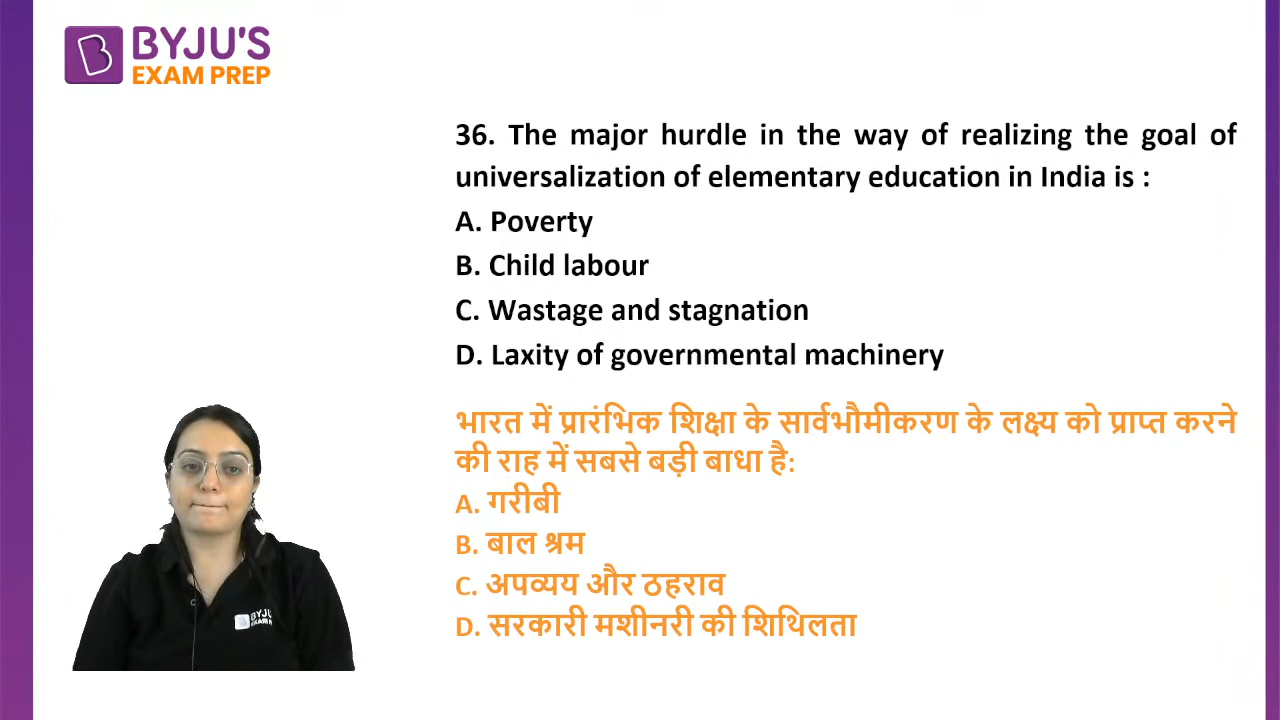 BYJU'S
EXAM PREP
36. The major hurdle in the way of realizing the goal of
universalization of elementary education in India is :
A. Poverty
B. Child labour
C. Wastage and stagnation
D. Laxity of governmental machinery
भारत में प्रारंभिक शिक्षा के सार्वभौमीकरण के लक्ष्य को प्राप्त करने
की राह में सबसे बड़ी बाधा है:
A. गरीबी
B. बाल श्रम
C. अपव्यय और ठहराव
D. सरकारी मशीनरी की शिथिलता
BYJU
EXAM P